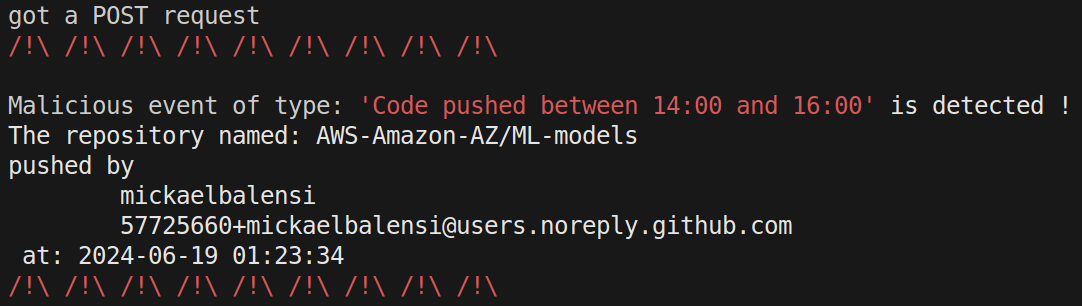 got a POST request
/!\ /!\ /!\ /!\ /!\ /!\ /!\ /!\ /!\
Malicious event of type: 'Code pushed between 14:00 and 16:00' is detected !
The repository named: AWS-Amazon-AZ/ML-models
pushed by
mickaelbalensi
57725660+mickaelbalensi@users.noreply.github.com
at: 2024-06-19 01:23:34
/!\ /!\ /!\ /!\ /!\ /!\ /!\ /!\ /!\